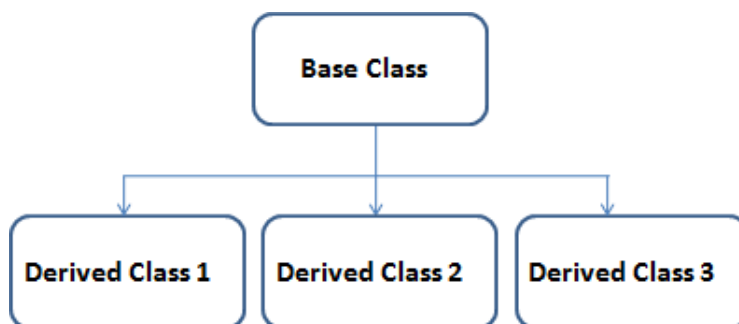 Base Class
Derived Class 1
Derived Class 2
Derived Class 3